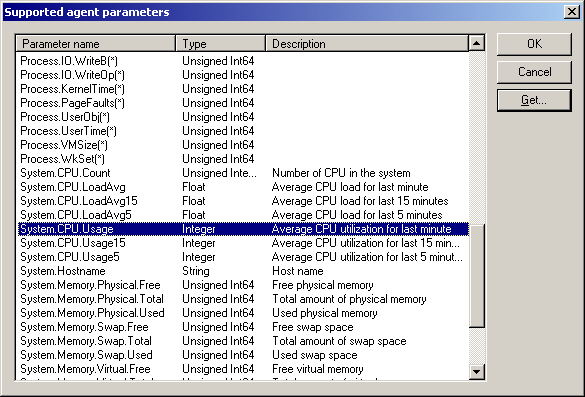 Supported agent parameters
Parameter name Type Description
Process.IO.WriteB(*) Unsigned Int64
Process.IO.WriteOp(*) Unsigned Int64
Process.KernelTime(*) Unsigned Int64
Process.PageFaults(*) Unsigned Int64
Process.UserObj(*) Unsigned Int64
Process.UserTime(*) Unsigned Int64
Process.VMSize(*) Unsigned Int64
Process.WkSet(*) Unsigned Int64
System.CPU.Count Unsigned Inte... Number of CPU in the system
System.CPU.LoadAvg Float Average CPU load for last minute
System.CPU.LoadAvg15 Float Average CPU load for last 15 minutes
System.CPU.LoadAvg5 Float Average CPU load for last 5 minutes
System.CPU.Usage Integer Average CPU utilization for last minute
System.CPU.Usage15 Integer Average CPU utilization for last 15 min...
System.CPU.Usage5 Integer Average CPU utilization for last 5 minut...
System.Hostname String Host name
System.Memory.Physical.Free Unsigned Int64 Free physical memory
System.Memory.Physical.Total Unsigned Int64 Total amount of physical memory
System.Memory.Physical.Used Unsigned Int64 Used physical memory
System.Memory.Swap.Free Unsigned Int64 Free swap space
System.Memory.Swap.Total Unsigned Int64 Total amount of swap space
System.Memory.Swap.Used Unsigned Int64 Used swap space
System.Memory.Virtual.Free Unsigned Int64 Free virtual memory
OK
Cancel
Get...